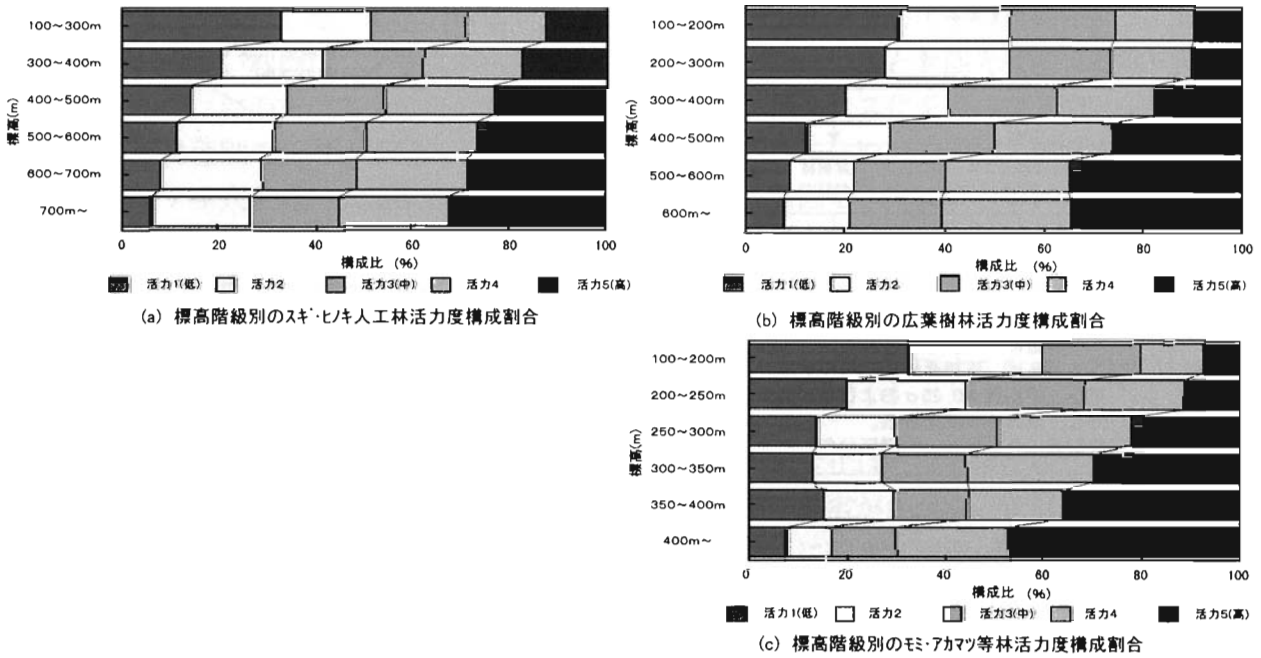 標高(m)
100～300m
300～400m
400～500m
500～600m
600～700m
700m～
0 20 40 60 80 100
構成比 (%)
活力1(低) 活力2 活力3(中) 活力4 活力5(高)
(a) 標高階級別のｽｷﾞ･ﾋﾉｷ人工林活力度構成割合
標高(m)
100～200m
200～300m
300～400m
400～500m
500～600m
600m～
0 20 40 60 80 100
構成比 (%)
活力1(低) 活力2 活力3(中) 活力4 活力5(高)
(b) 標高階級別の広葉樹林活力度構成割合
標高(m)
100～200m
200～250m
250～300m
300～350m
350～400m
400m～
0 20 40 60 80 100
構成比 (%)
活力1(低) 活力2 活力3(中) 活力4 活力5(高)
(c) 標高階級別のﾓﾐ･ｱｶﾏﾂ等林活力度構成割合